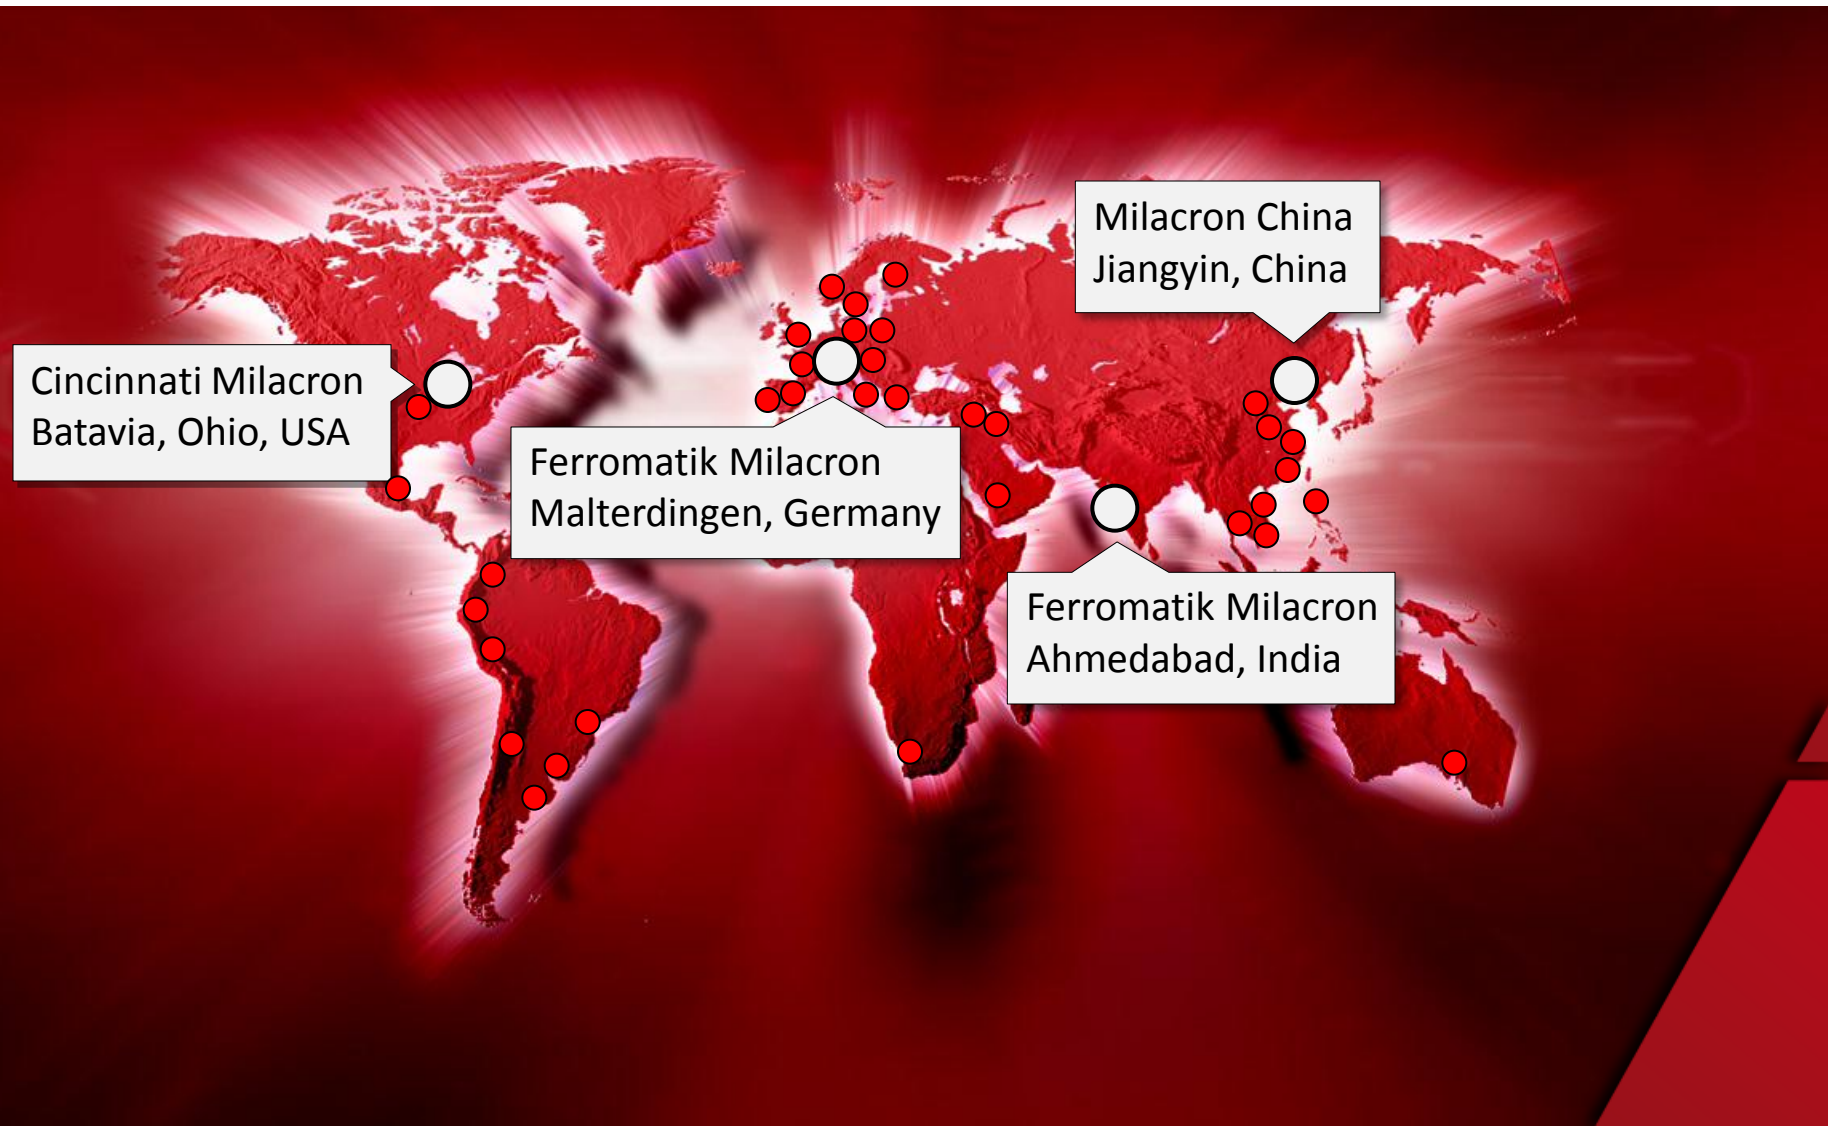 Milacron China
Jiangyin, China
Cincinnati Milacron
Batavia, Ohio, USA
Ferromatik Milacron
Malterdingen, Germany
Ferromatik Milacron
Ahmedabad, India